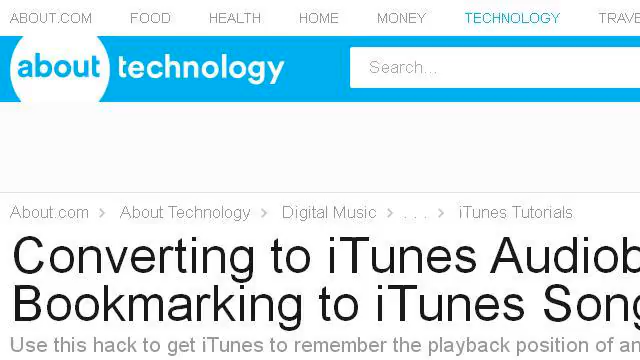 ABOUT.COM FOOD HEALTH HOME MONEY TECHNOLOGY TRAVE
about technology Search...
About.com > About Technology > Digital Music > . . . > iTunes Tutorials
Converting to iTunes Audiob
Bookmarking to iTunes Song
Use this hack to get iTunes to remember the playback position of an